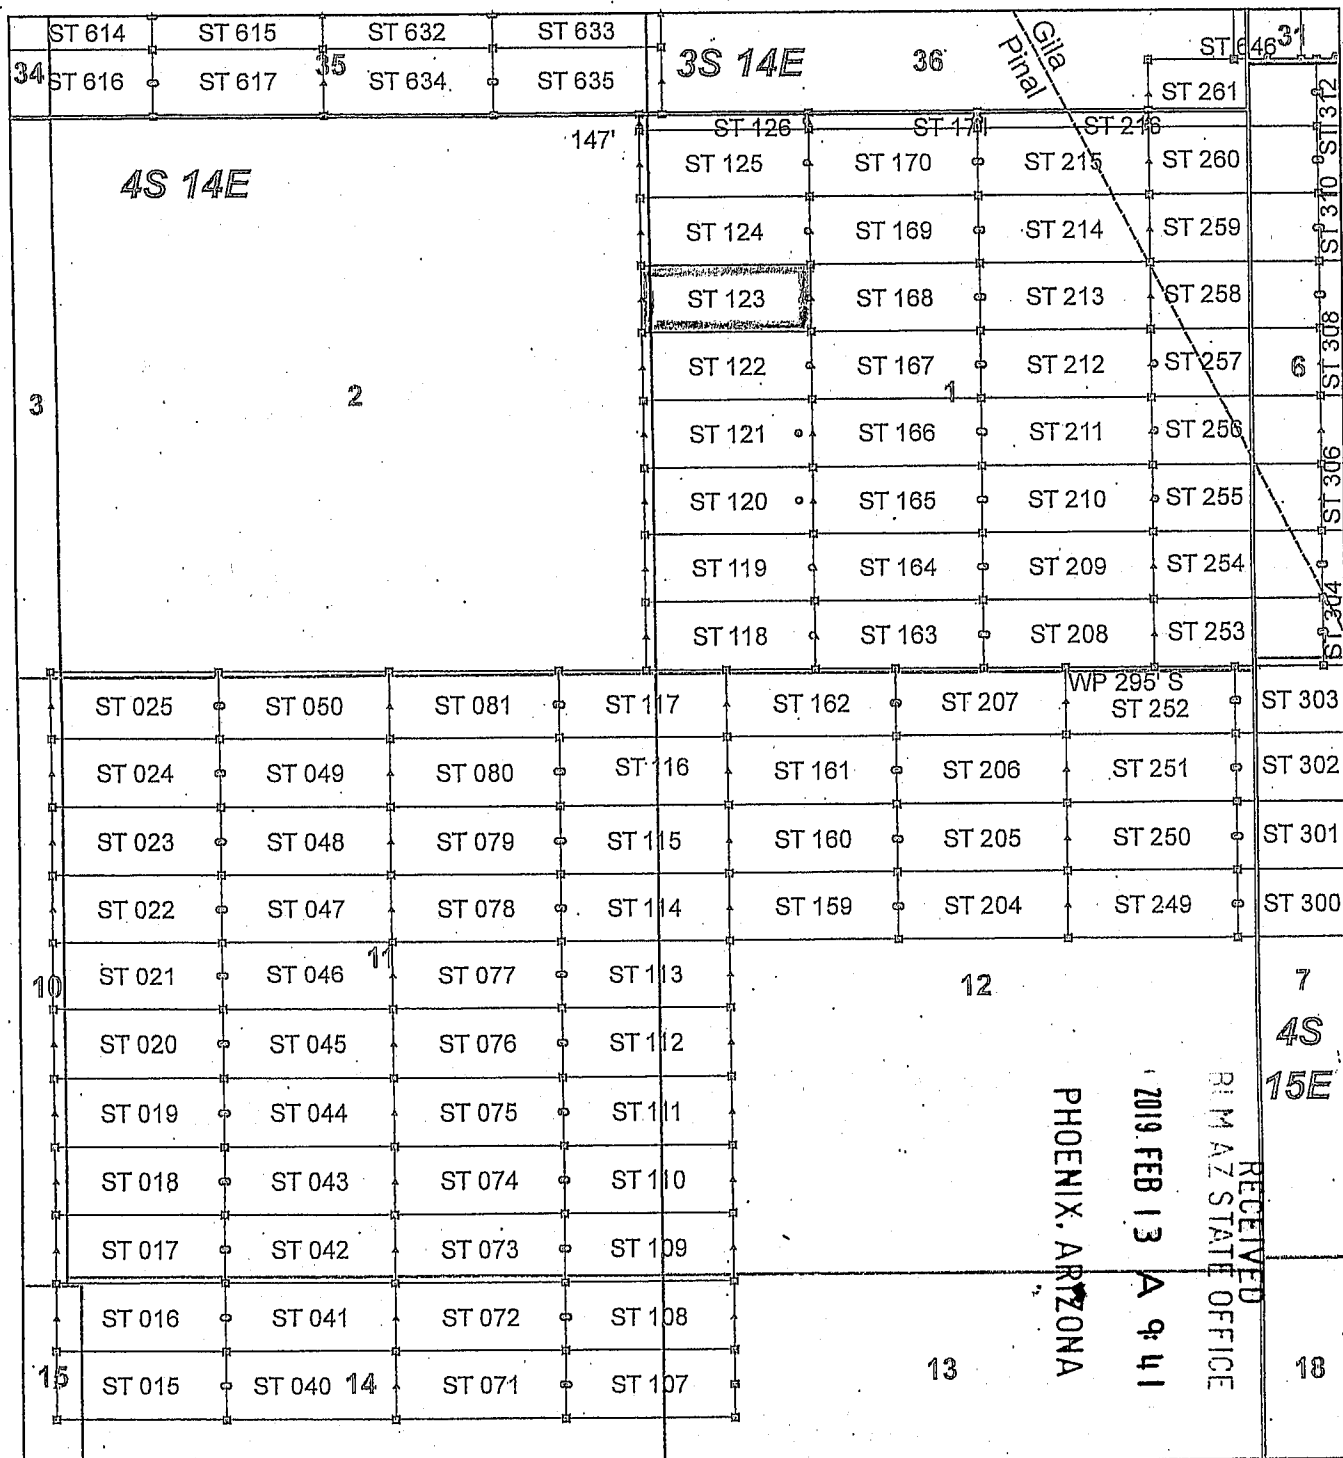 ST 614 ST 615 ST 632 ST 633
34 ST 616 ST 617 35 ST 634 ST 635 3S 14E 36 Gila Pinal ST 646 31
ST 261 ST 312
147' ST 126 ST 171 ST 216
4S 14E ST 125 ST 170 ST 215 ST 260 ST 310
ST 124 ST 169 ST 214 ST 259
ST 123 ST 168 ST 213 ST 258 ST 308
3 2 ST 122 ST 167 1 ST 212 ST 257 6
ST 121 ST 166 ST 211 ST 256 ST 306
ST 120 ST 165 ST 210 ST 255
ST 119 ST 164 ST 209 ST 254 ST 304
ST 118 ST 163 ST 208 ST 253
WP 295' S
ST 025 ST 050 ST 081 ST 117 ST 162 ST 207 ST 252 ST 303
ST 024 ST 049 ST 080 ST 116 ST 161 ST 206 ST 251 ST 302
ST 023 ST 048 ST 079 ST 115 ST 160 ST 205 ST 250 ST 301
ST 022 ST 047 ST 078 ST 114 ST 159 ST 204 ST 249 ST 300
10 ST 021 ST 046 11 ST 077 ST 113 12 7
ST 020 ST 045 ST 076 ST 112 4S
ST 019 ST 044 ST 075 ST 111 15E
ST 018 ST 043 ST 074 ST 110
ST 017 ST 042 ST 073 ST 109
ST 016 ST 041 ST 072 ST 108
15 ST 015 ST 040 14 ST 071 ST 107 13 18
RECEIVED
BLM AZ STATE OFFICE
2019 FEB 13 A 9:41
PHOENIX, ARIZONA